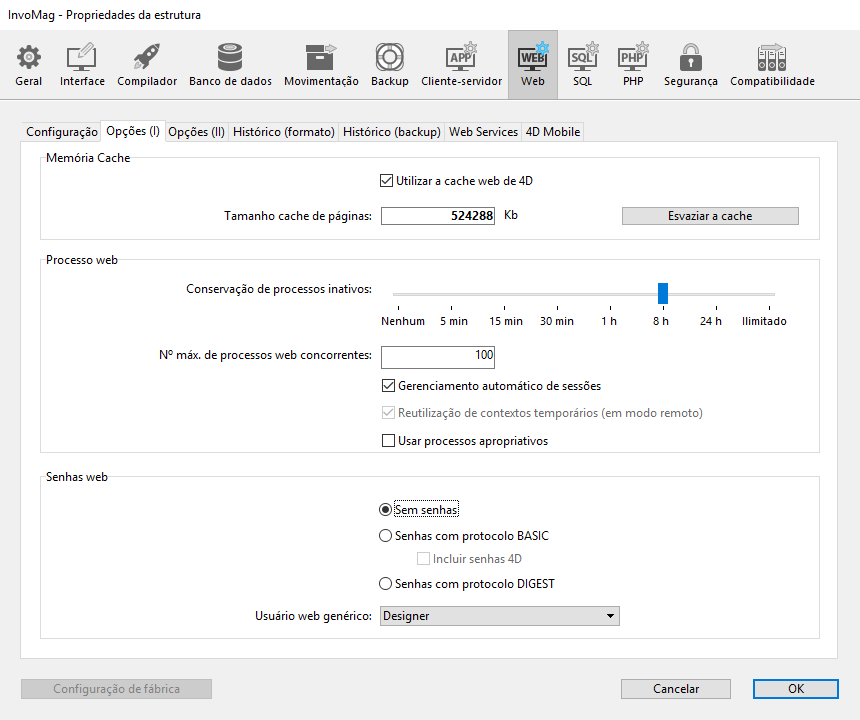 InvoMag - Propriedades da estrutura
APP WEB SQL PHP
Geral Interface Compilador Banco de dados Movimentação Backup Cliente-servidor Web SQL PHP Segurança Compatibilidade
Configuração Opções (I) Opções (II) Histórico (formato) Histórico (backup) Web Services 4D Mobile
Memória Cache
Utilizar a cache web de 4D
Tamanho cache de páginas: 524288 Kb Esvaziar a cache
Processo web
Conservação de processos inativos:
Nenhum 5 min 15 min 30 min 1 h 8 h 24 h Ilimitado
Nº máx. de processos web concorrentes: 100
Gerenciamento automático de sessões
Reutilização de contextos temporários (em modo remoto)
Usar processos apropriativos
Senhas web
Sem senhas
Senhas com protocolo BASIC
Incluir senhas 4D
Senhas com protocolo DIGEST
Usuário web genérico: Designer
Configuração de fábrica Cancelar OK